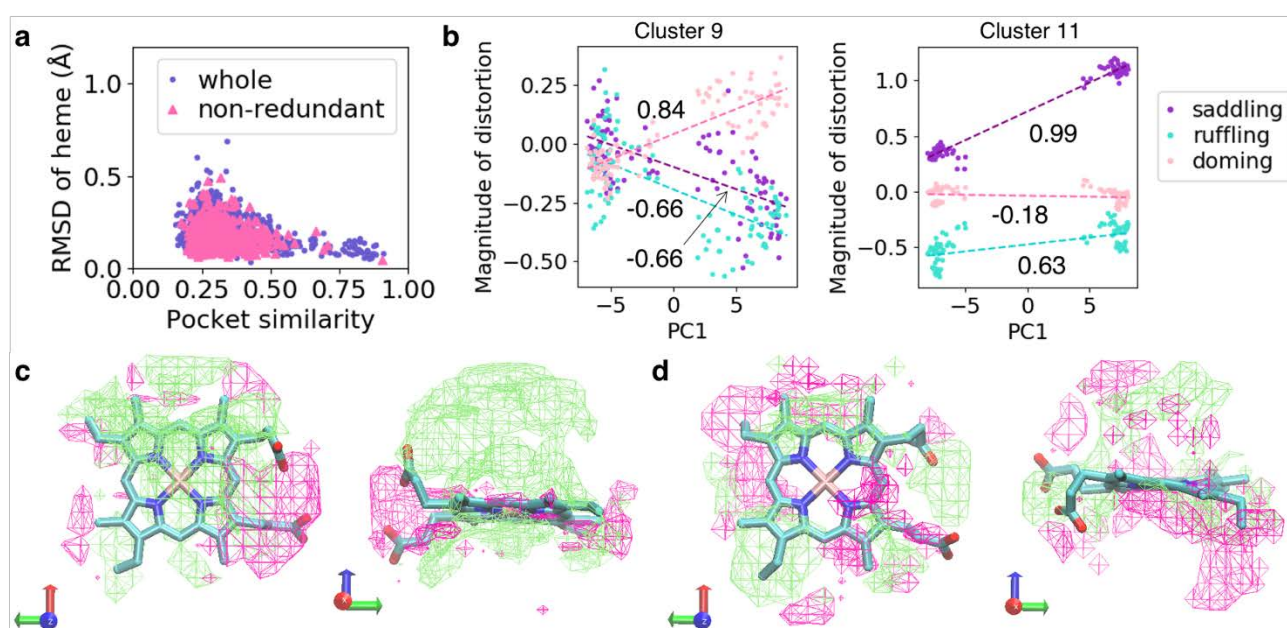 a
RMSD of heme (Å)
1.0
0.5
0.0
whole
non-redundant
0.00 0.25 0.50 0.75 1.00
Pocket similarity
b
Cluster 9
Magnitude of distortion
0.25
0.00
−0.25
−0.50
0.84
-0.66
-0.66
−5 0 5
PC1
Cluster 11
Magnitude of distortion
1.0
0.5
0.0
−0.5
0.99
-0.18
0.63
−5 0 5
PC1
saddling
ruffling
doming
c
z
x
d
z
x